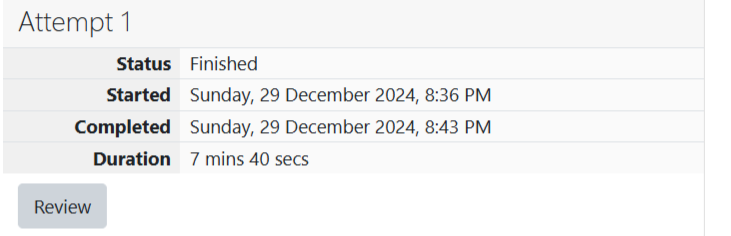 Attempt 1
Status Finished
Started Sunday, 29 December 2024, 8:36 PM
Completed Sunday, 29 December 2024, 8:43 PM
Duration 7 mins 40 secs
Review